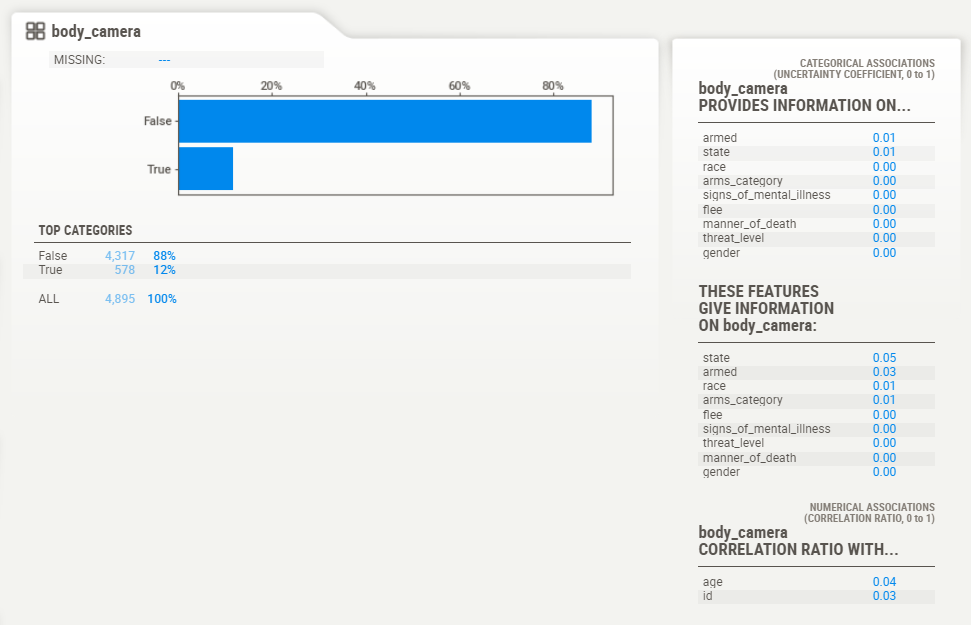 body_camera
MISSING: ---
0% 20% 40% 60% 80%
False
True
TOP CATEGORIES
False 4,317 88%
True 578 12%
ALL 4,895 100%
CATEGORICAL ASSOCIATIONS
(UNCERTAINTY COEFFICIENT, 0 to 1)
body_camera
PROVIDES INFORMATION ON...
armed 0.01
state 0.01
race 0.00
arms_category 0.00
signs_of_mental_illness 0.00
flee 0.00
manner_of_death 0.00
threat_level 0.00
gender 0.00
THESE FEATURES
GIVE INFORMATION
ON body_camera:
state 0.05
armed 0.03
race 0.01
arms_category 0.01
flee 0.00
signs_of_mental_illness 0.00
threat_level 0.00
manner_of_death 0.00
gender 0.00
NUMERICAL ASSOCIATIONS
(CORRELATION RATIO, 0 to 1)
body_camera
CORRELATION RATIO WITH...
age 0.04
id 0.03